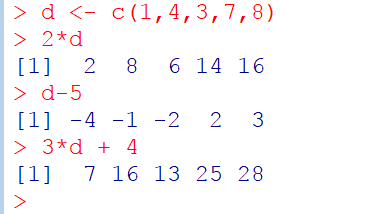 > d <- c(1,4,3,7,8)
> 2*d
[1]  2  8  6 14 16
> d-5
[1] -4 -1 -2  2  3
> 3*d + 4
[1]  7 16 13 25 28
>